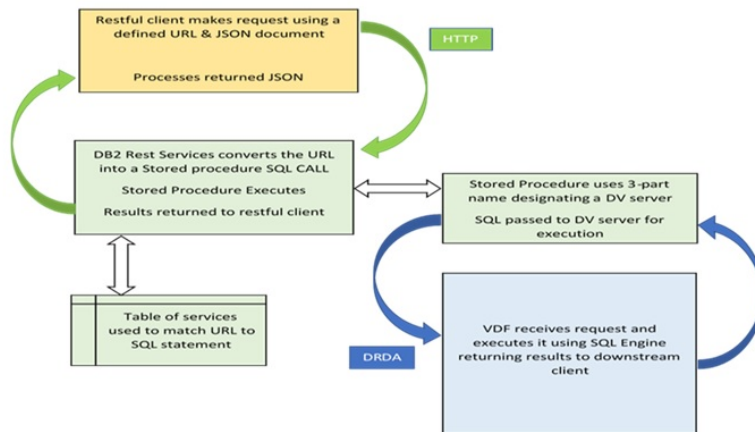 Restful client makes request using a
defined URL & JSON document
Processes returned JSON
HTTP
DB2 Rest Services converts the URL
into a Stored procedure SQL CALL
Stored Procedure Executes
Results returned to restful client
Stored Procedure uses 3-part
name designating a DV server
SQL passed to DV server for
execution
Table of services
used to match URL to
SQL statement
DRDA
VDF receives request and
executes it using SQL Engine
returning results to downstream
client